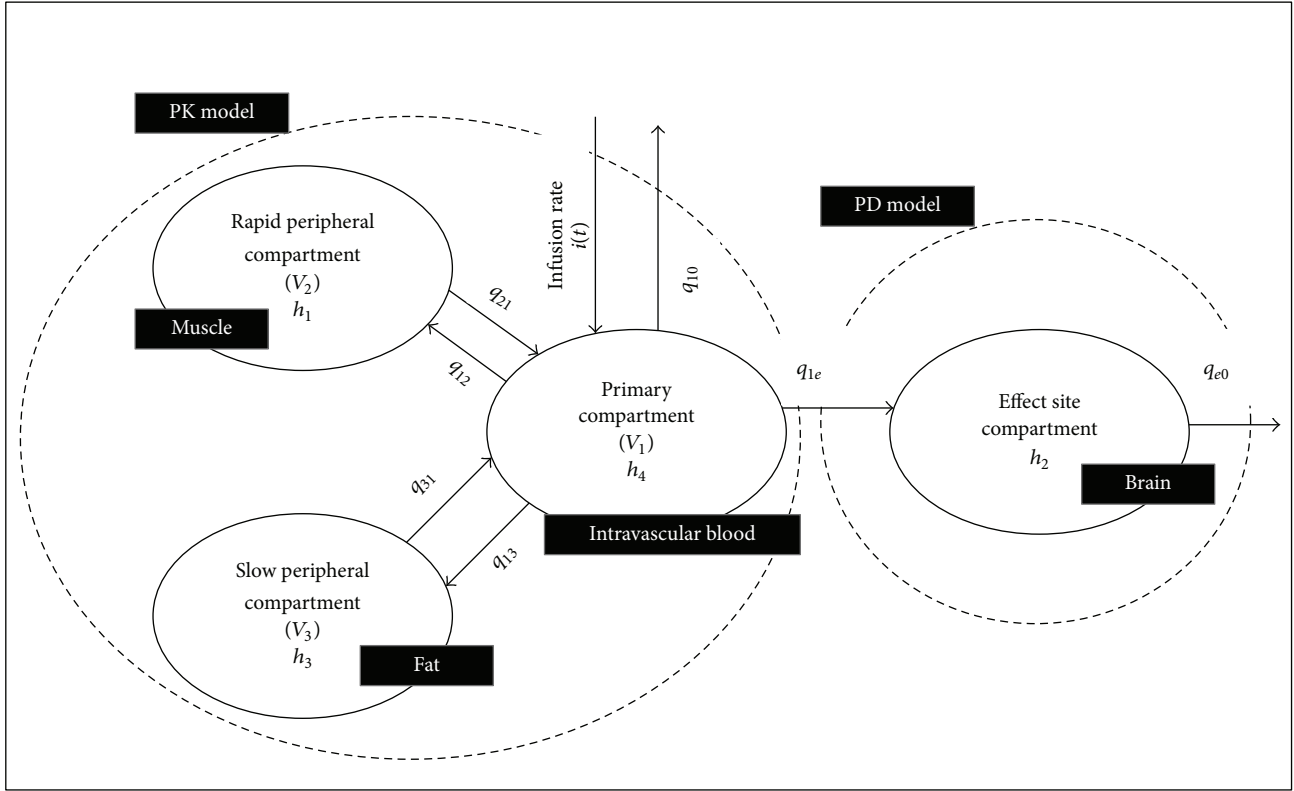 PK model
Rapid peripheral
compartment
(V₂)
h₁
Muscle
q₂₁
q₁₂
Infusion rate
i(t)
q₁₀
Primary
compartment
(V₁)
h₄
Intravascular blood
q₃₁
q₁₃
Slow peripheral
compartment
(V₃)
h₃
Fat
PD model
q₁ₑ
Effect site
compartment
h₂
Brain
qₑ₀